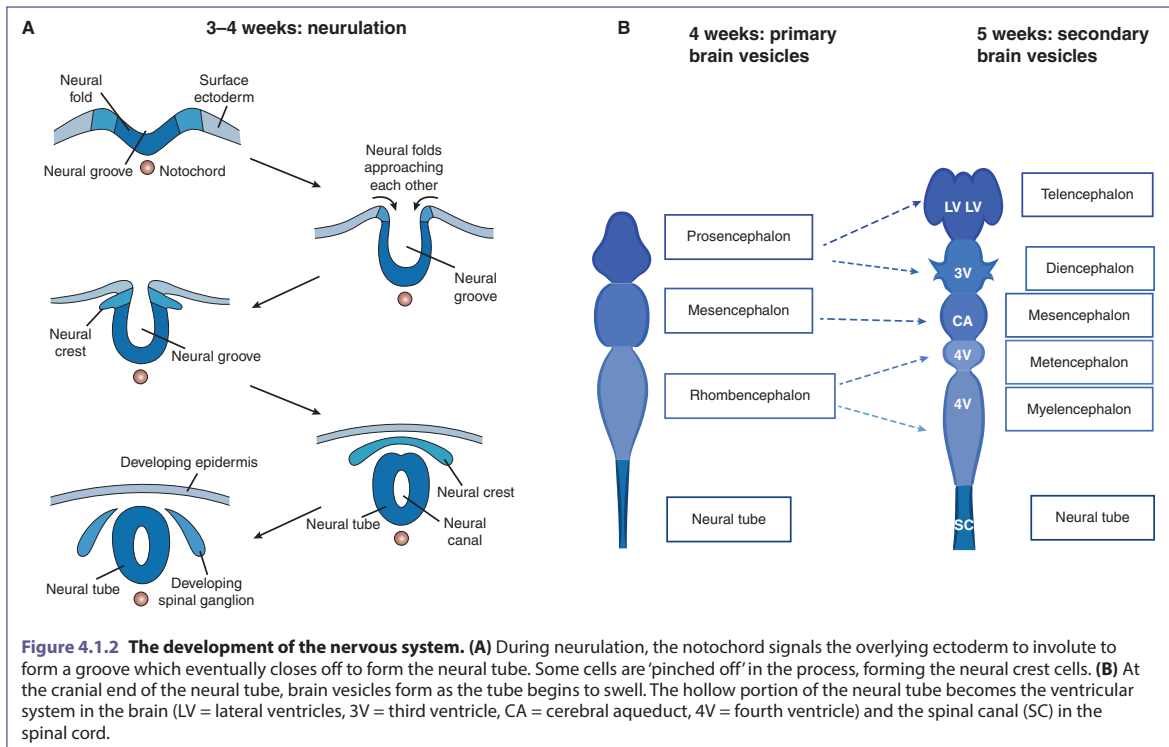 A
3–4 weeks: neurulation
Neural
fold
Surface
ectoderm
Neural groove
Notochord
Neural folds
approaching
each other
Neural
groove
Neural
crest
Neural groove
Developing epidermis
Neural crest
Neural tube
Neural
canal
Neural tube
Developing
spinal ganglion
B
4 weeks: primary
brain vesicles
5 weeks: secondary
brain vesicles
Prosencephalon
Mesencephalon
Rhombencephalon
Neural tube
LV LV
3V
CA
4V
4V
SC
Telencephalon
Diencephalon
Mesencephalon
Metencephalon
Myelencephalon
Neural tube
Figure 4.1.2 The development of the nervous system. (A) During neurulation, the notochord signals the overlying ectoderm to involute to
form a groove which eventually closes off to form the neural tube. Some cells are ‘pinched off’ in the process, forming the neural crest cells. (B) At
the cranial end of the neural tube, brain vesicles form as the tube begins to swell. The hollow portion of the neural tube becomes the ventricular
system in the brain (LV = lateral ventricles, 3V = third ventricle, CA = cerebral aqueduct, 4V = fourth ventricle) and the spinal canal (SC) in the
spinal cord.